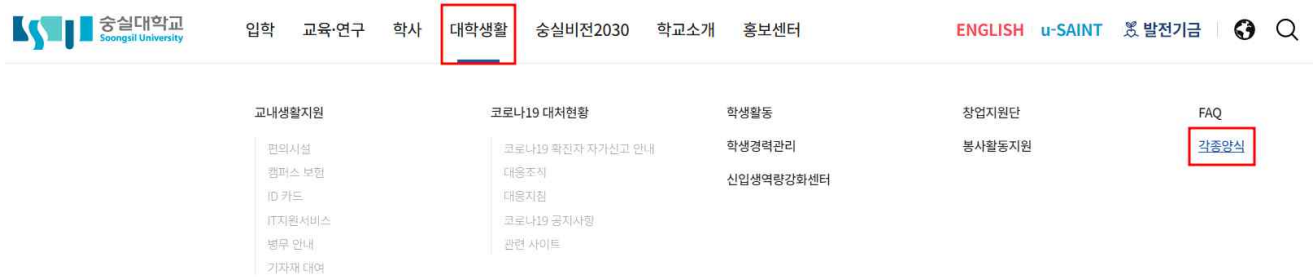 숭실대학교
Soongsil University
입학 교육·연구 학사 대학생활 숭실비전2030 학교소개 홍보센터
ENGLISH u-SAINT 발전기금
교내생활지원
편의시설
캠퍼스 보험
ID 카드
IT지원서비스
병무 안내
기자재 대여
코로나19 대처현황
코로나19 확진자 자가신고 안내
대응조직
대응지침
코로나19 공지사항
관련 사이트
학생활동
학생경력관리
신입생역량강화센터
창업지원단
봉사활동지원
FAQ
각종양식